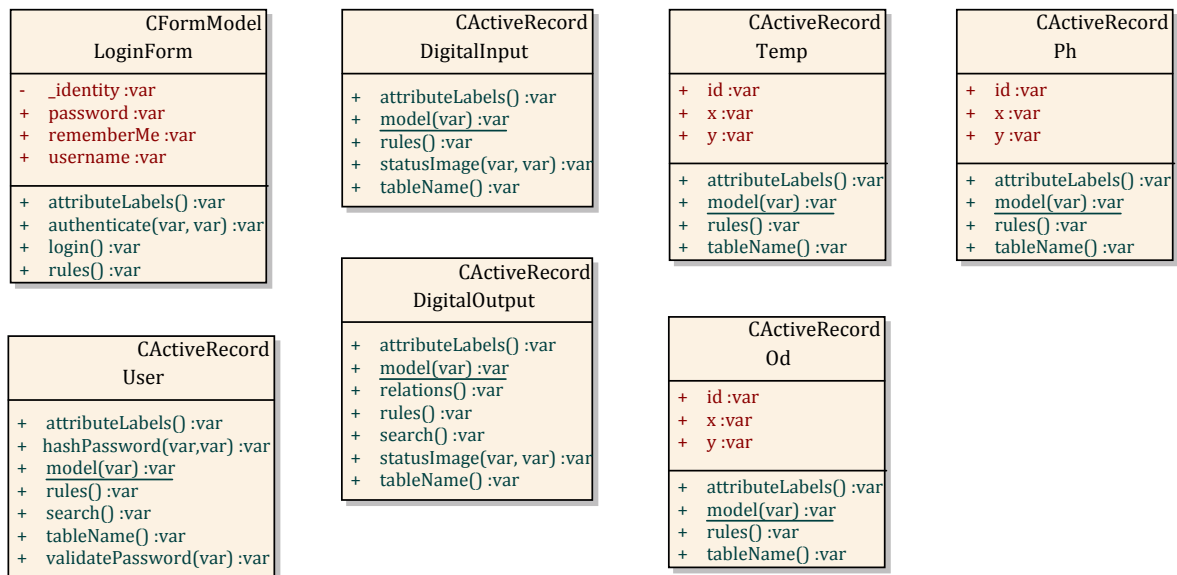 CFormModel
LoginForm
- _identity :var
+ password :var
+ rememberMe :var
+ username :var
+ attributeLabels() :var
+ authenticate(var, var) :var
+ login() :var
+ rules() :var
CActiveRecord
DigitalInput
+ attributeLabels() :var
+ model(var) :var
+ rules() :var
+ statusImage(var, var) :var
+ tableName() :var
CActiveRecord
Temp
+ id :var
+ x :var
+ y :var
+ attributeLabels() :var
+ model(var) :var
+ rules() :var
+ tableName() :var
CActiveRecord
Ph
+ id :var
+ x :var
+ y :var
+ attributeLabels() :var
+ model(var) :var
+ rules() :var
+ tableName() :var
CActiveRecord
User
+ attributeLabels() :var
+ hashPassword(var,var) :var
+ model(var) :var
+ rules() :var
+ search() :var
+ tableName() :var
+ validatePassword(var) :var
CActiveRecord
DigitalOutput
+ attributeLabels() :var
+ model(var) :var
+ relations() :var
+ rules() :var
+ search() :var
+ statusImage(var, var) :var
+ tableName() :var
CActiveRecord
Od
+ id :var
+ x :var
+ y :var
+ attributeLabels() :var
+ model(var) :var
+ rules() :var
+ tableName() :var